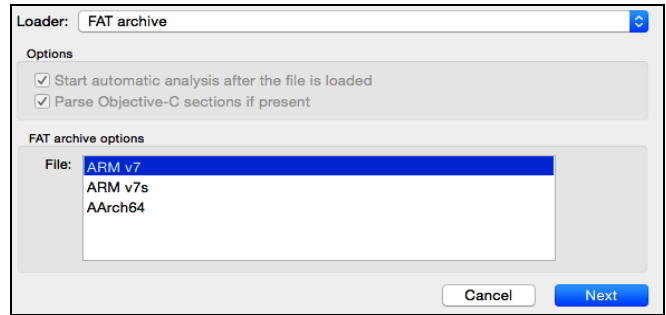 Loader: FAT archive
Options
Start automatic analysis after the file is loaded
Parse Objective-C sections if present
FAT archive options
File: ARM v7
ARM v7s
AArch64
Cancel Next